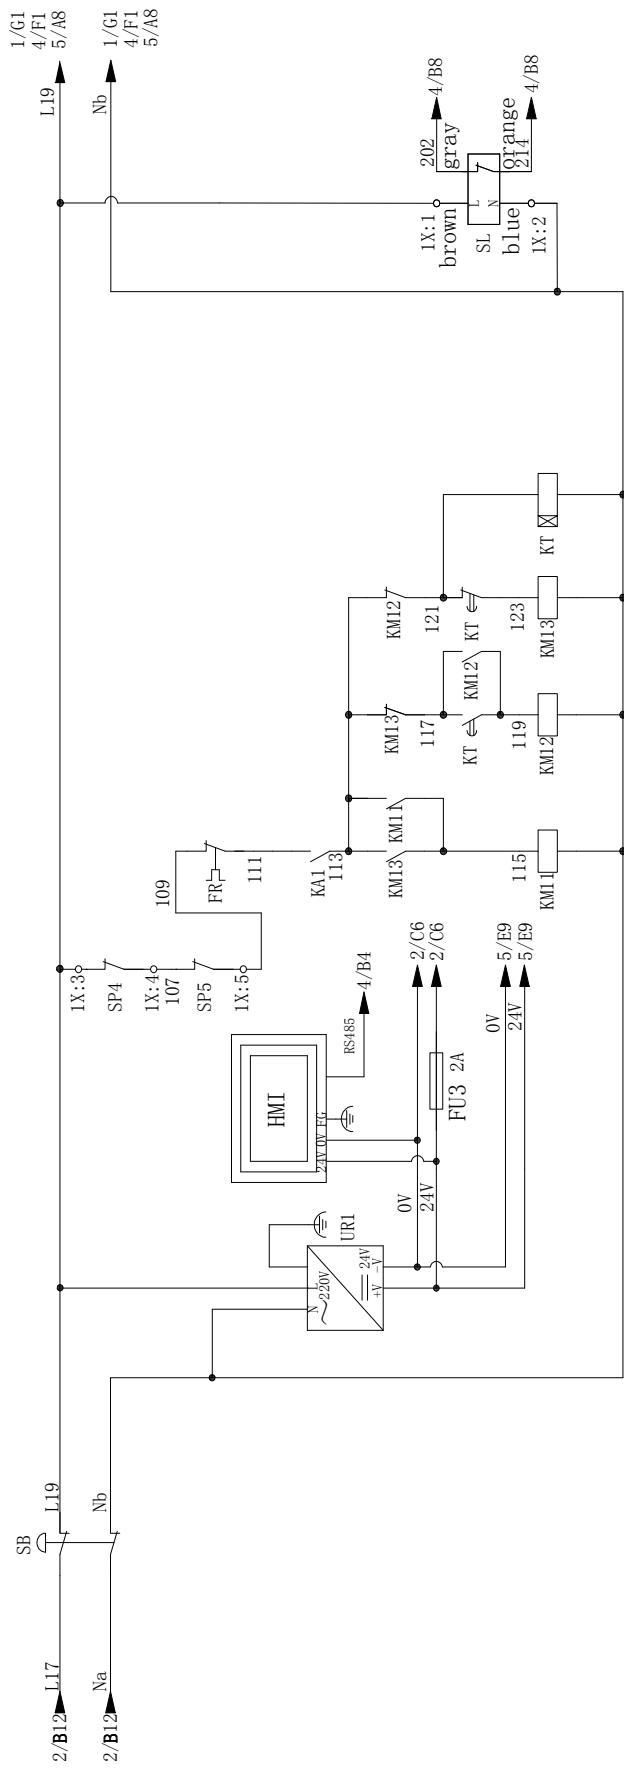 2/B12
L17
2/B12
Na
SB
L19
Nb
N
L
~220V
24V
+V
-V
UR1
0V
24V
HMI
24V
0V
FG
RS485
4/B4
FU3
2A
2/C6
2/C6
0V
24V
5/E9
5/E9
1X:3
SP4
1X:4
107
SP5
1X:5
109
FR
111
KA1
113
KM13
KM11
115
KM11
KM13
117
KT
KM12
119
KM12
KM12
121
KT
123
KM13
KT
1X:1
brown
L
N
SL
blue
1X:2
202
gray
4/B8
orange
214
4/B8
L19
1/G1
4/F1
5/A8
Nb
1/G1
4/F1
5/A8